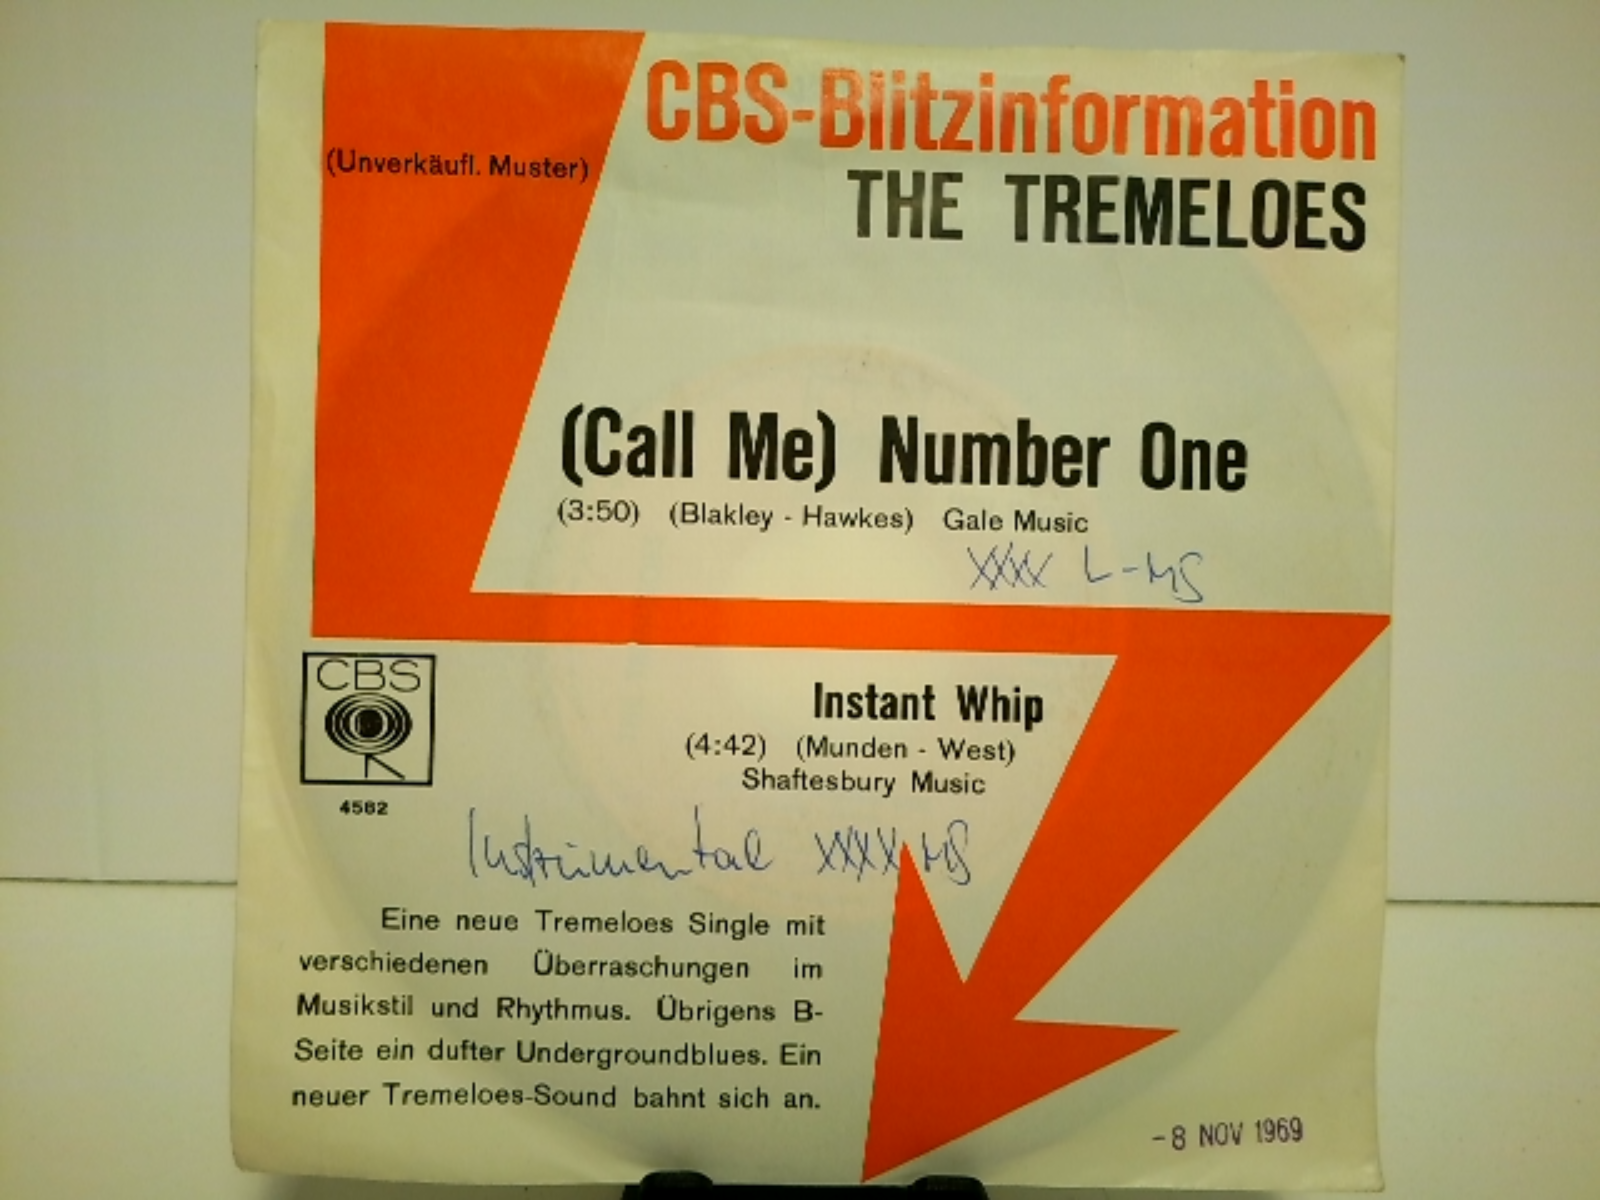 CBS-Blitzinformation
(Unverkäufl. Muster)
THE TREMELOES
(Call Me) Number One
(3:50) (Blakley - Hawkes) Gale Music
XXXX L-MS
CBS
4582
Instant Whip
(4:42) (Munden - West)
Shaftesbury Music
Instrumental XXXX MS
Eine neue Tremeloes Single mit
verschiedenen Überraschungen im
Musikstil und Rhythmus. Übrigens B-
Seite ein dufter Undergroundblues. Ein
neuer Tremeloes-Sound bahnt sich an.
-8 NOV 1969